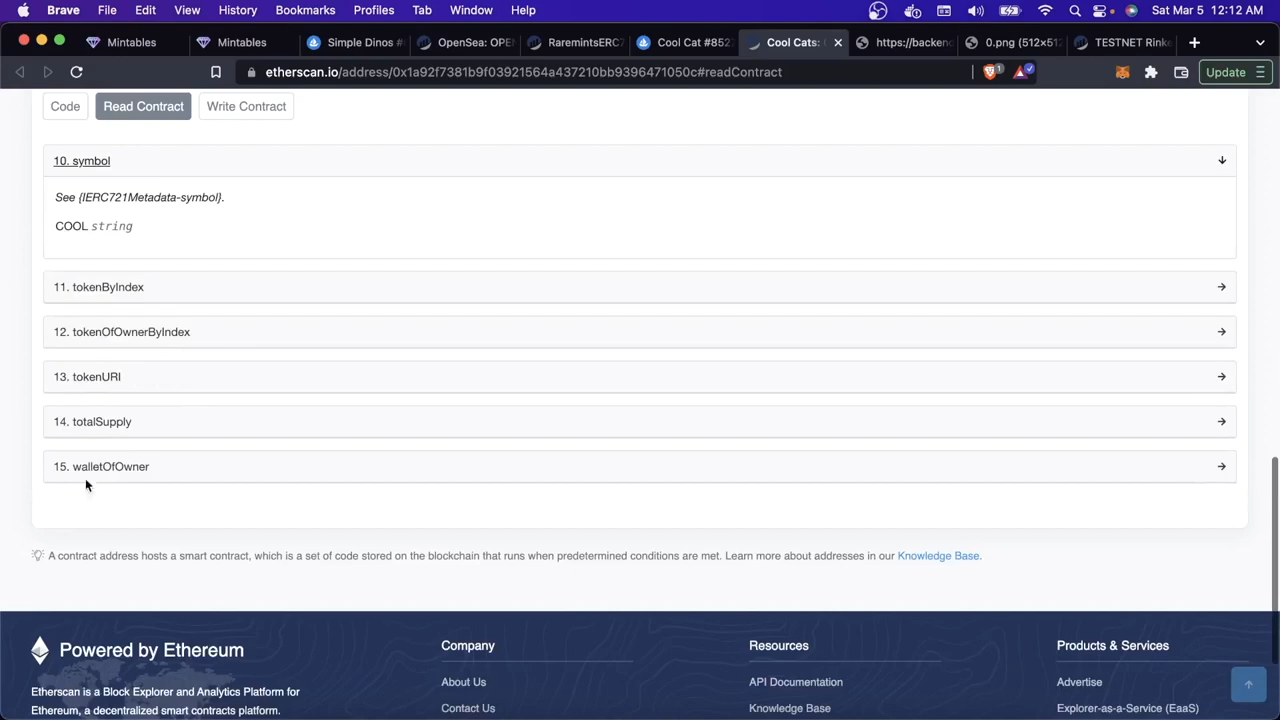 Brave File Edit View History Bookmarks Profiles Tab Window Help Sat Mar 5 12:12 AM
Mintables Mintables Simple Dinos # OpenSea: OPE RaremintsERC7 Cool Cat #852 Cool Cats: https://backen 0.png (512×512 TESTNET Rinke
etherscan.io/address/0x1a92f7381b9f03921564a437210bb9396471050c#readContract 1 Update
Code Read Contract Write Contract
10. symbol
See {IERC721Metadata-symbol}.
COOL string
11. tokenByIndex
12. tokenOfOwnerByIndex
13. tokenURI
14. totalSupply
15. walletOfOwner
A contract address hosts a smart contract, which is a set of code stored on the blockchain that runs when predetermined conditions are met. Learn more about addresses in our Knowledge Base.
Powered by Ethereum Company Resources Products & Services
Etherscan is a Block Explorer and Analytics Platform for About Us API Documentation Advertise
Ethereum, a decentralized smart contracts platform. Contact Us Knowledge Base Explorer-as-a-Service (EaaS)